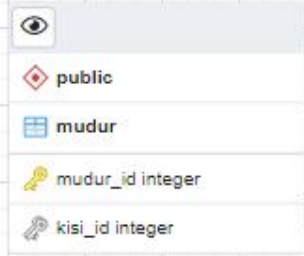 public
mudur
mudur_id integer
kisi_id integer